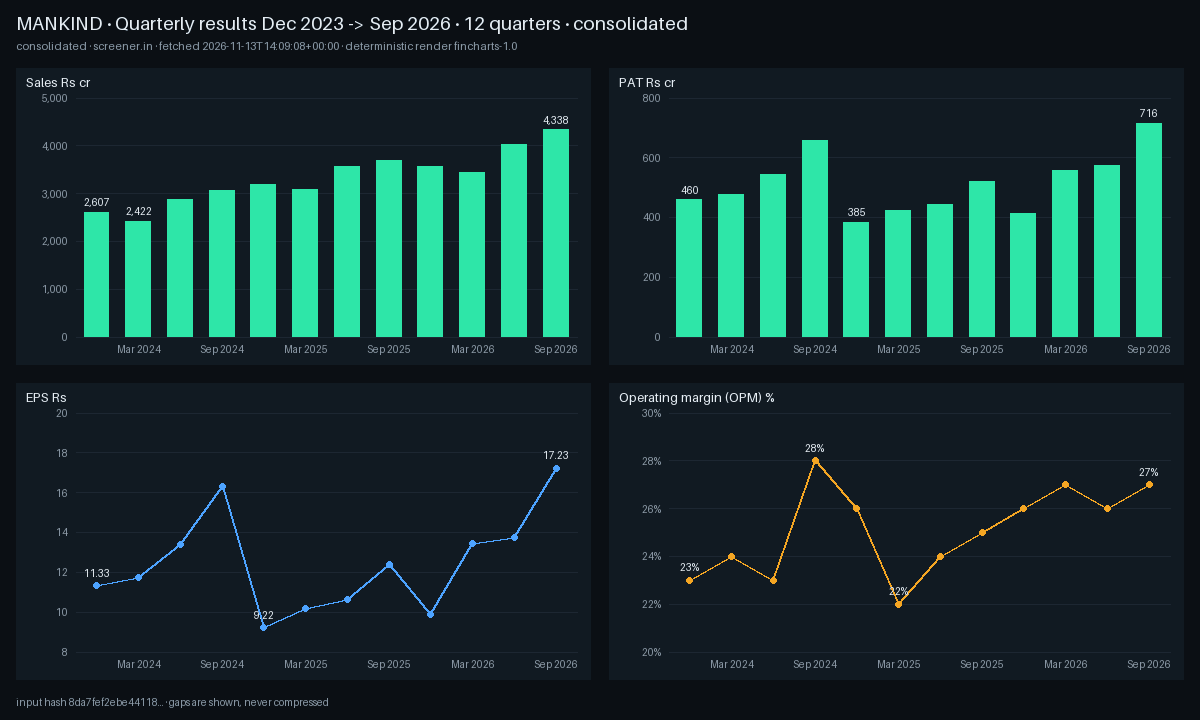 MANKIND · Quarterly results Dec 2023 -> Sep 2026 · 12 quarters · consolidated
consolidated · screener.in · fetched 2026-11-13T14:09:08+00:00 · deterministic render fincharts-1.0
Sales Rs cr
5,000
4,000
3,000
2,000
1,000
0
2,607
2,422
4,338
Mar 2024
Sep 2024
Mar 2025
Sep 2025
Mar 2026
Sep 2026
PAT Rs cr
800
600
400
200
0
460
385
716
Mar 2024
Sep 2024
Mar 2025
Sep 2025
Mar 2026
Sep 2026
EPS Rs
20
18
16
14
12
10
8
11.33
9.22
17.23
Mar 2024
Sep 2024
Mar 2025
Sep 2025
Mar 2026
Sep 2026
Operating margin (OPM) %
30%
28%
26%
24%
22%
20%
23%
28%
22%
27%
Mar 2024
Sep 2024
Mar 2025
Sep 2025
Mar 2026
Sep 2026
input hash 8da7fef2ebe44118… · gaps are shown, never compressed